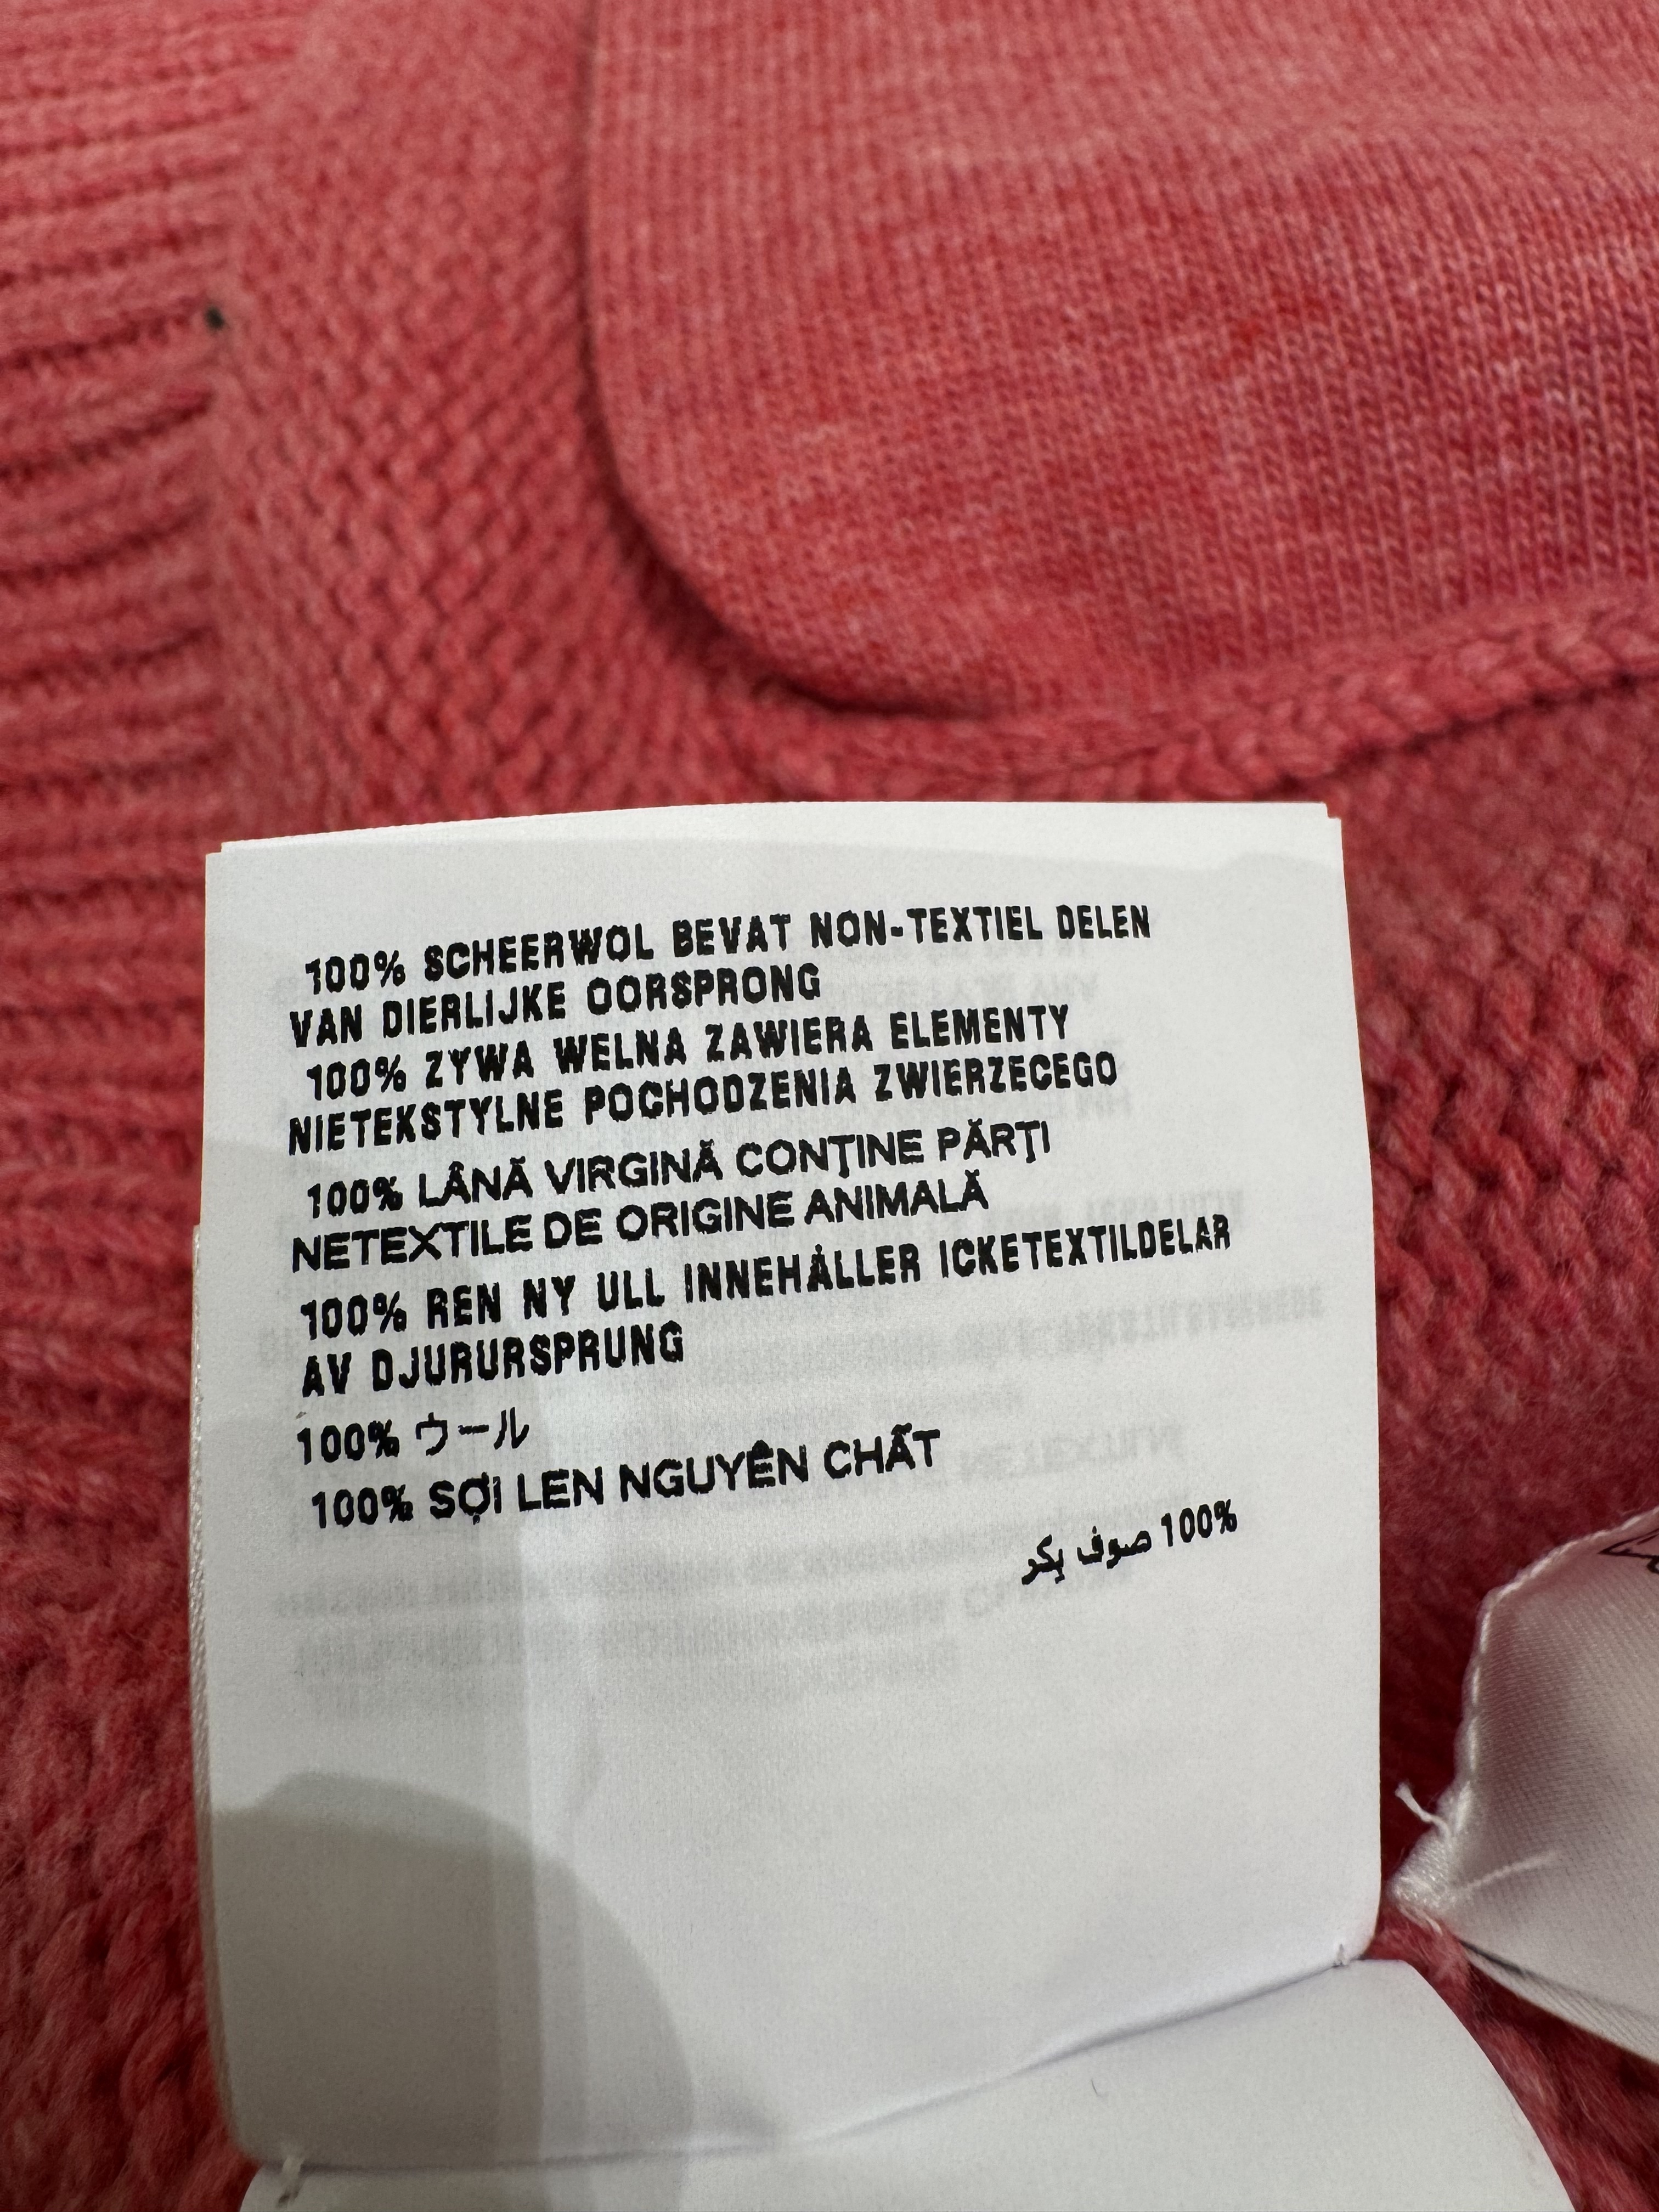 100% SCHEERWOL BEVAT NON-TEXTIEL DELEN
VAN DIERLIJKE OORSPRONG
100% ZYWA WELNA ZAWIERA ELEMENTY
NIETEKSTYLNE POCHODZENIA ZWIERZECEGO
100% LÂNĂ VIRGINĂ CONŢINE PĂRŢI
NETEXTILE DE ORIGINE ANIMALĂ
100% REN NY ULL INNEHÅLLER ICKETEXTILDELAR
AV DJURURSPRUNG
100% ウール
100% SỢI LEN NGUYÊN CHẤT
100% صوف بكر